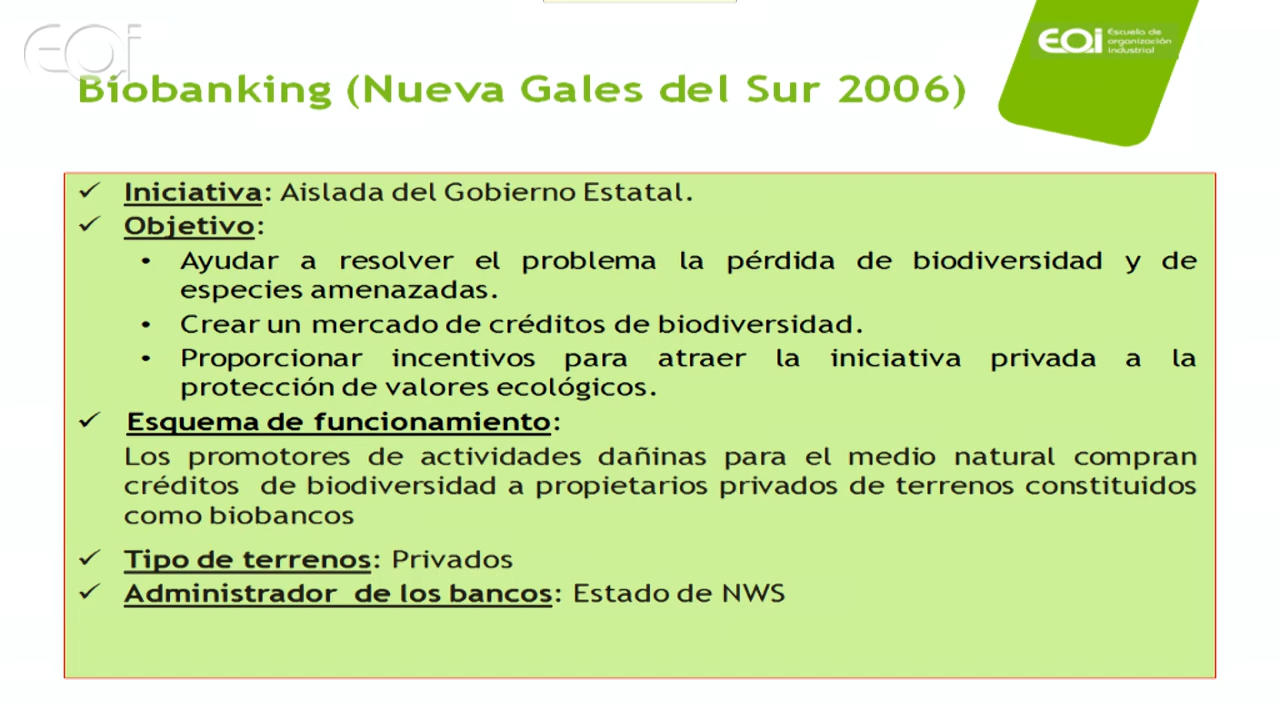 EOI
EOI Escuela de
organización
industrial
Biobanking (Nueva Gales del Sur 2006)
✓ Iniciativa: Aislada del Gobierno Estatal.
✓ Objetivo:
• Ayudar a resolver el problema la pérdida de biodiversidad y de
especies amenazadas.
• Crear un mercado de créditos de biodiversidad.
• Proporcionar incentivos para atraer la iniciativa privada a la
protección de valores ecológicos.
✓ Esquema de funcionamiento:
Los promotores de actividades dañinas para el medio natural compran
créditos de biodiversidad a propietarios privados de terrenos constituidos
como biobancos
✓ Tipo de terrenos: Privados
✓ Administrador de los bancos: Estado de NWS